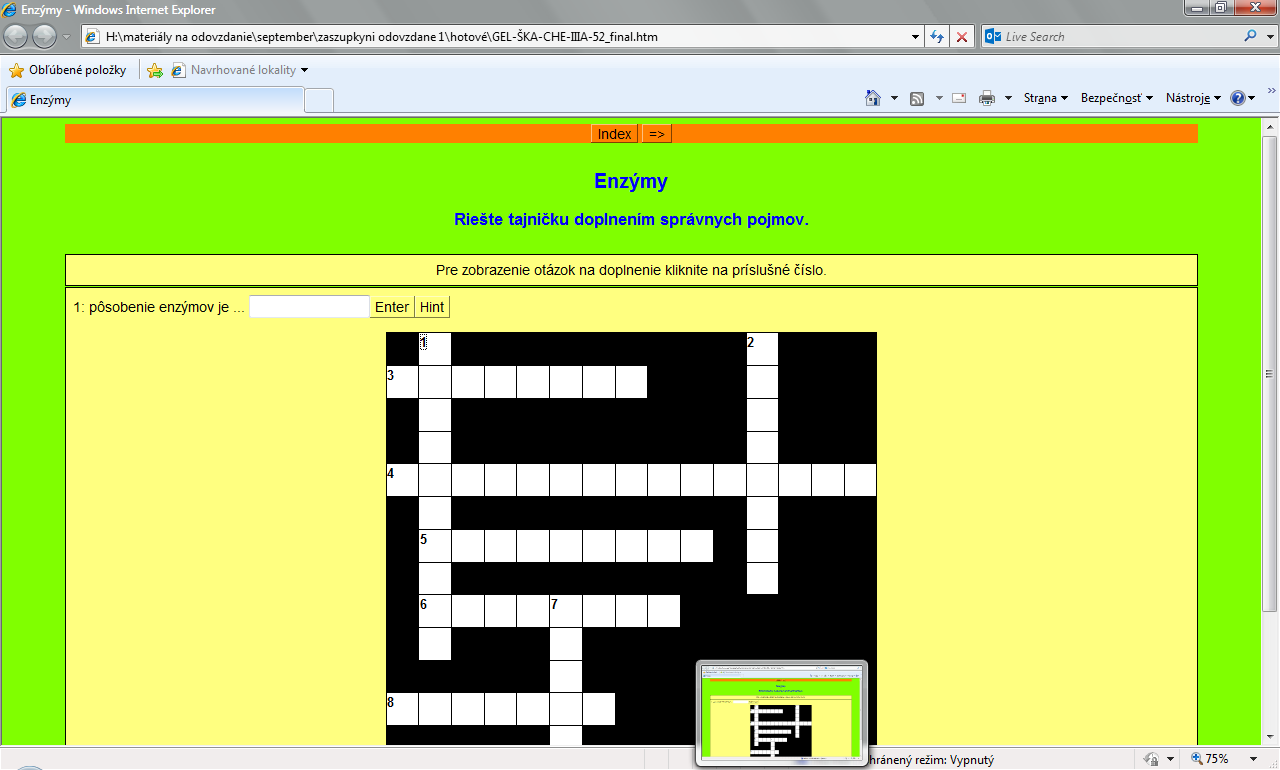 Enzýmy - Windows Internet Explorer
H:\materiály na odovzdanie\september\zaszupkyni odovzdane 1\hotové\GEL-ŠKA-CHE-IIIA-52_final.htm
Live Search
Obľúbené položky
Navrhované lokality
Enzýmy
Strana
Bezpečnosť
Nástroje
Index =>
Enzýmy
Riešte tajničku doplnením správnych pojmov.
Pre zobrazenie otázok na doplnenie kliknite na príslušné číslo.
1: pôsobenie enzýmov je ... Enter Hint
1 2
3
4
5
6 7
8
hránený režim: Vypnutý
75%